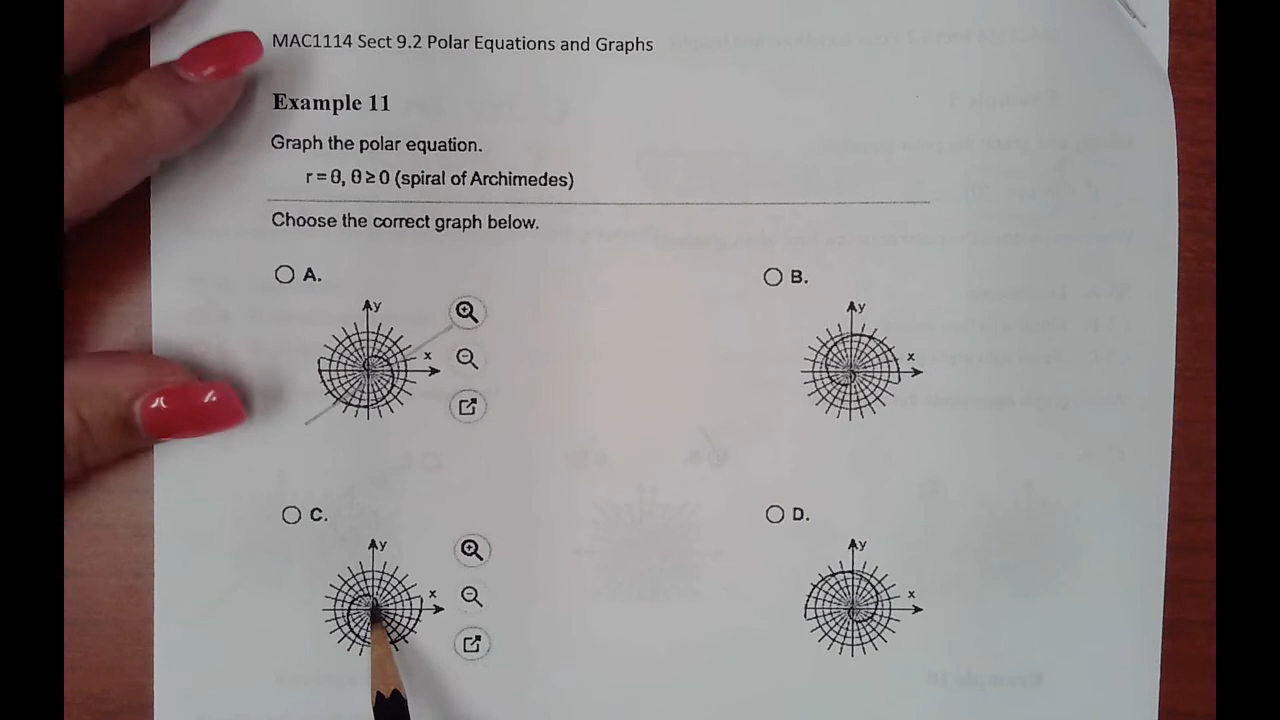 MAC1114 Sect 9.2 Polar Equations and Graphs
Example 11
Graph the polar equation.
r = θ, θ ≥ 0 (spiral of Archimedes)
Choose the correct graph below.
A.
y
x
B.
y
x
C.
y
x
D.
y
x